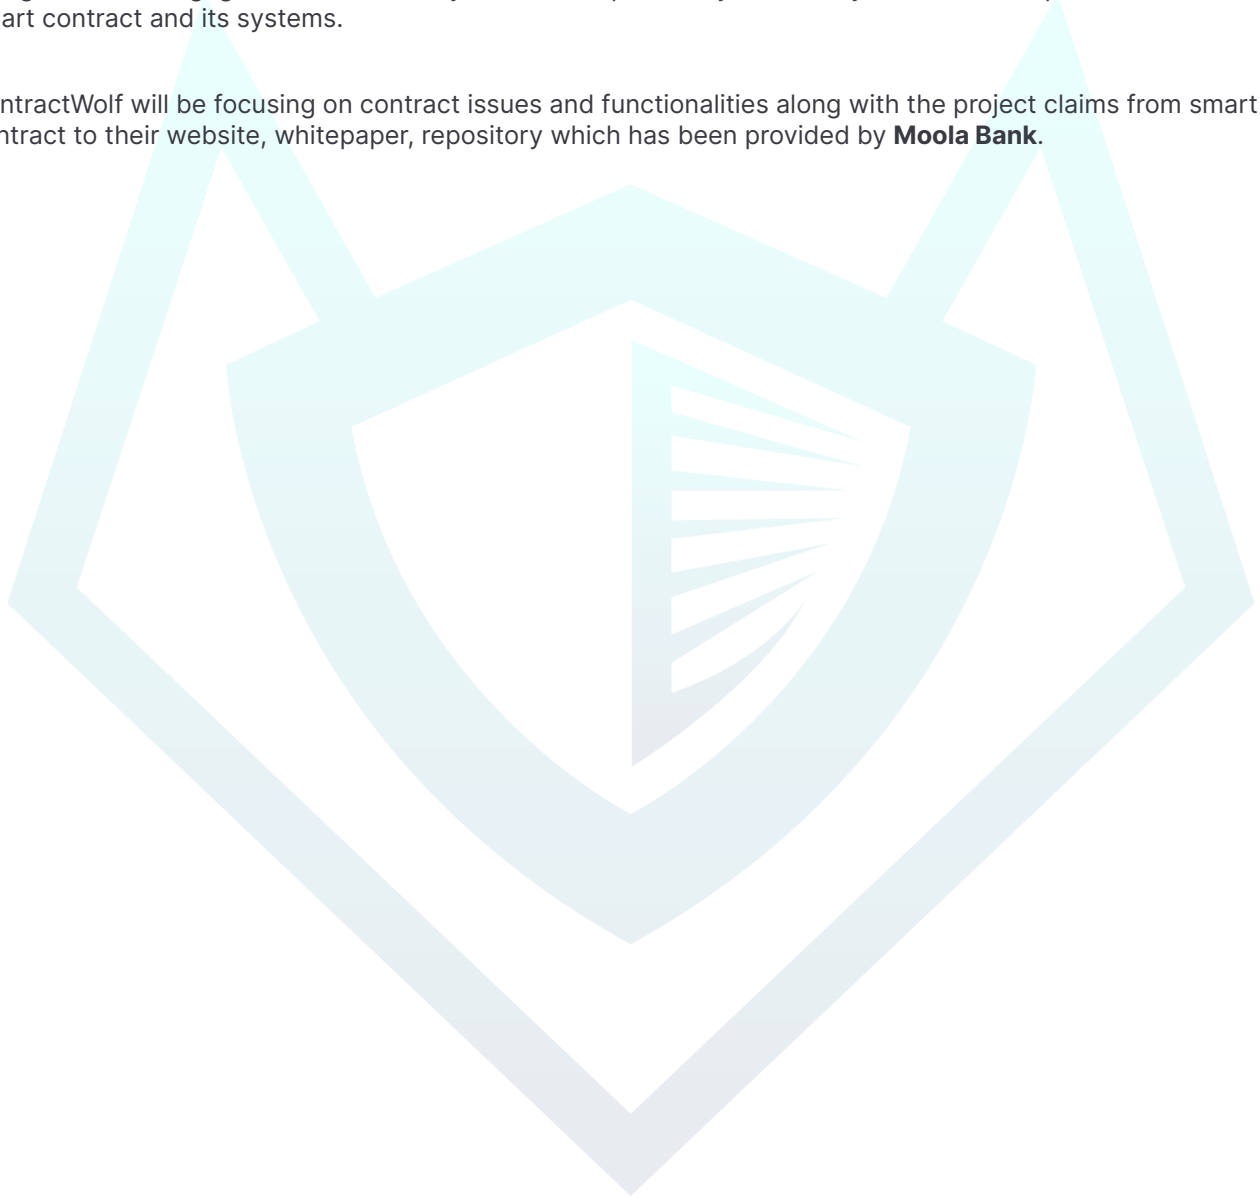 art contract and its systems.
ntractWolf will be focusing on contract issues and functionalities along with the project claims from smart
ntract to their website, whitepaper, repository which has been provided by Moola Bank.